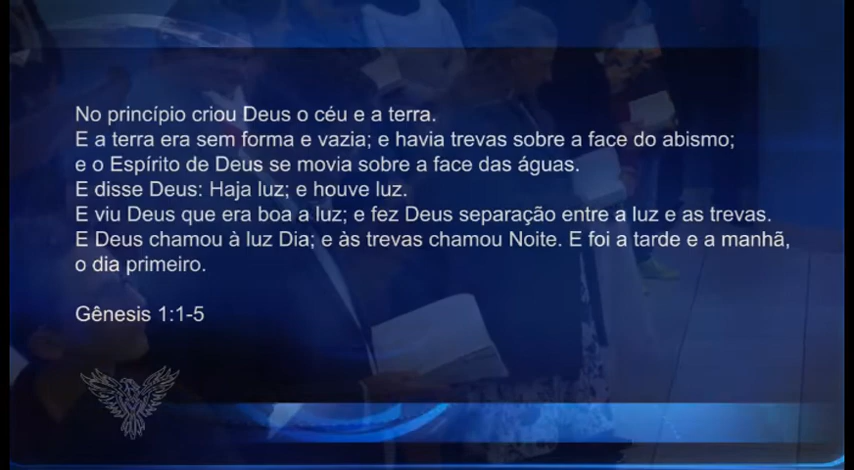 No princípio criou Deus o céu e a terra.
E a terra era sem forma e vazia; e havia trevas sobre a face do abismo;
e o Espírito de Deus se movia sobre a face das águas.
E disse Deus: Haja luz; e houve luz.
E viu Deus que era boa a luz; e fez Deus separação entre a luz e as trevas.
E Deus chamou à luz Dia; e às trevas chamou Noite. E foi a tarde e a manhã,
o dia primeiro.
Gênesis 1:1-5